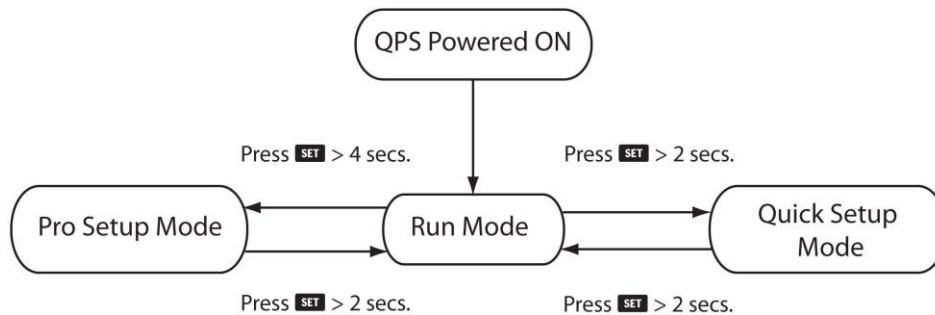 QPS Powered ON
Press SET > 4 secs.
Press SET > 2 secs.
Pro Setup Mode
Run Mode
Quick Setup
Mode
Press SET > 2 secs.
Press SET > 2 secs.